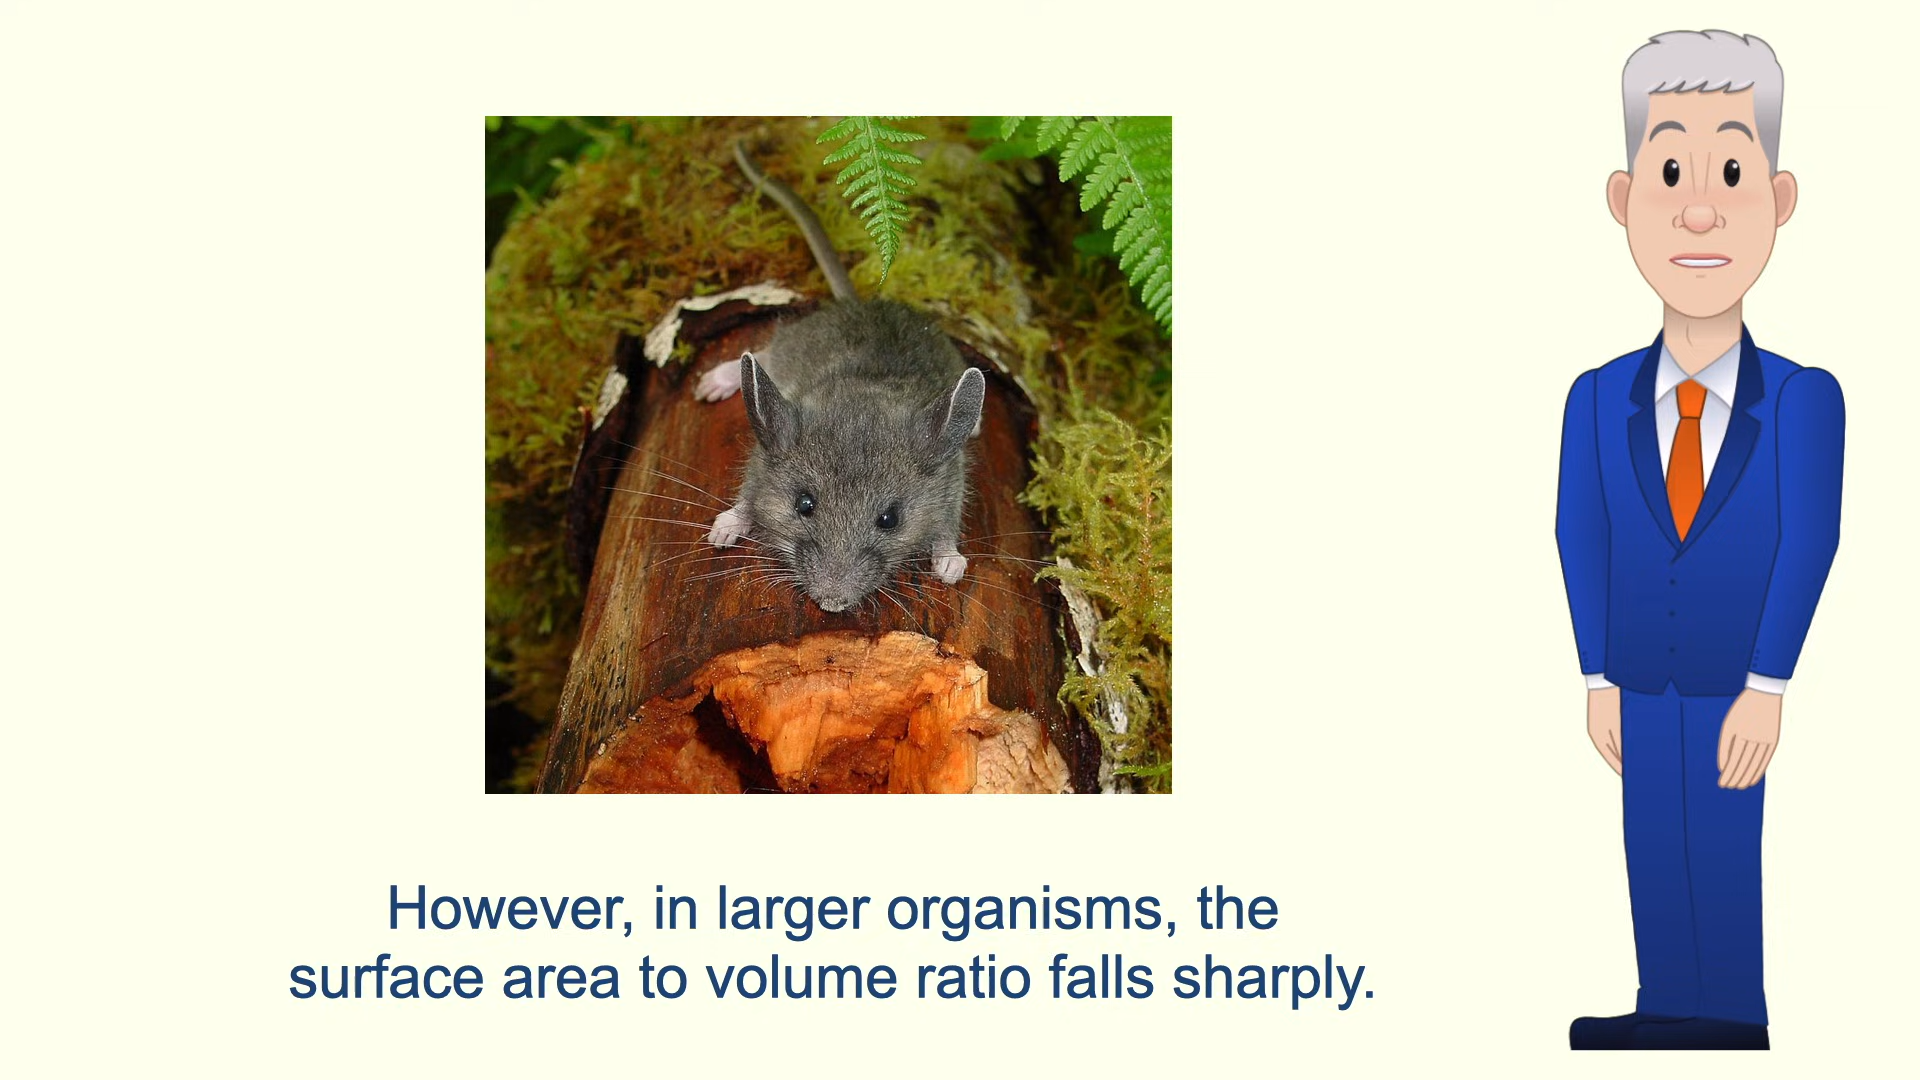 However, in larger organisms, the
surface area to volume ratio falls sharply.